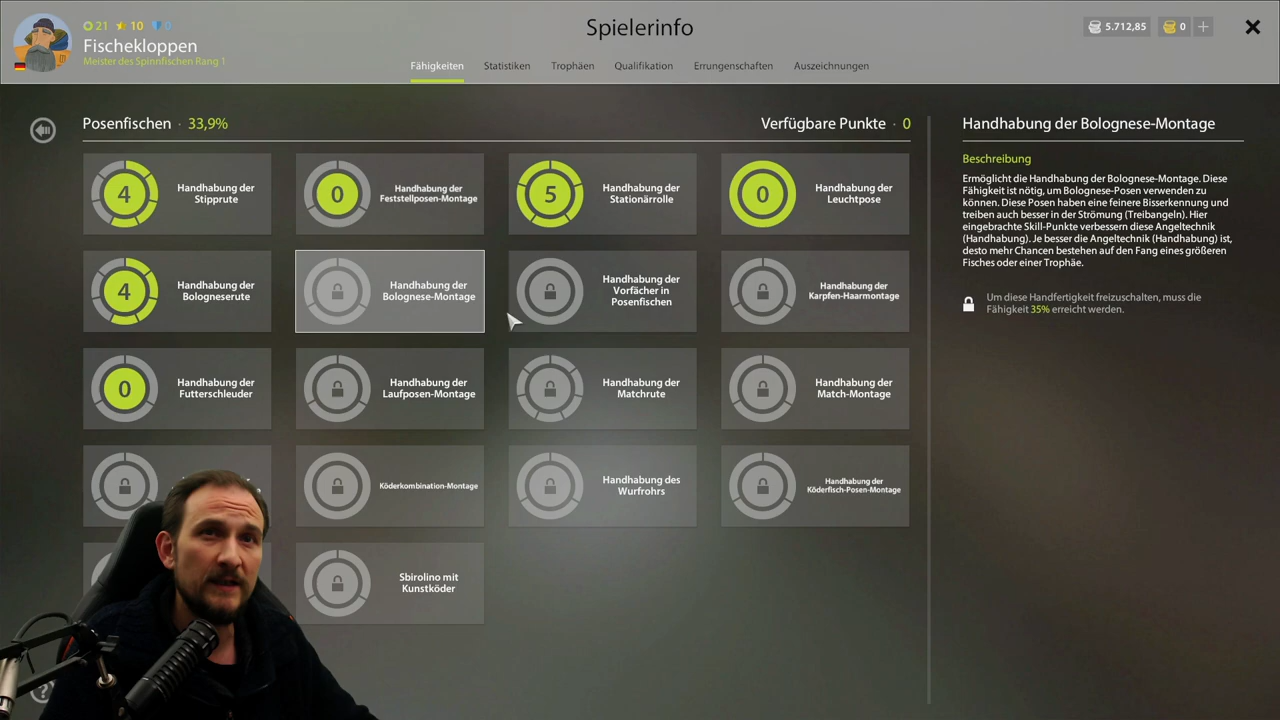 21 10 0
Fischekloppen
Meister des Spinnfischen Rang 1
Spielerinfo
5.712,85 0
Fähigkeiten Statistiken Trophäen Qualifikation Errungenschaften Auszeichnungen
Posenfischen · 33,9%
Verfügbare Punkte · 0
4 Handhabung der
Stipprute
0 Handhabung der
Feststellposen-Montage
5 Handhabung der
Stationärrolle
0 Handhabung der
Leuchtpose
4 Handhabung der
Bologneserute
Handhabung der
Bolognese-Montage
Handhabung der
Vorfächer in
Posenfischen
Handhabung der
Karpfen-Haarmontage
0 Handhabung der
Futterschleuder
Handhabung der
Laufposen-Montage
Handhabung der
Matchrute
Handhabung der
Match-Montage
Köderkombination-Montage
Handhabung des
Wurfrohrs
Handhabung der
Köderfisch-Posen-Montage
Sbirolino mit
Kunstköder
Handhabung der Bolognese-Montage
Beschreibung
Ermöglicht die Handhabung der Bolognese-Montage. Diese
Fähigkeit ist nötig, um Bolognese-Posen verwenden zu
können. Diese Posen haben eine feinere Bisserkennung und
treiben auch besser in der Strömung (Treibangeln). Hier
eingebrachte Skill-Punkte verbessern diese Angeltechnik
(Handhabung). Je besser die Angeltechnik (Handhabung) ist,
desto mehr Chancen bestehen auf den Fang eines größeren
Fisches oder einer Trophäe.
Um diese Handfertigkeit freizuschalten, muss die
Fähigkeit 35% erreicht werden.